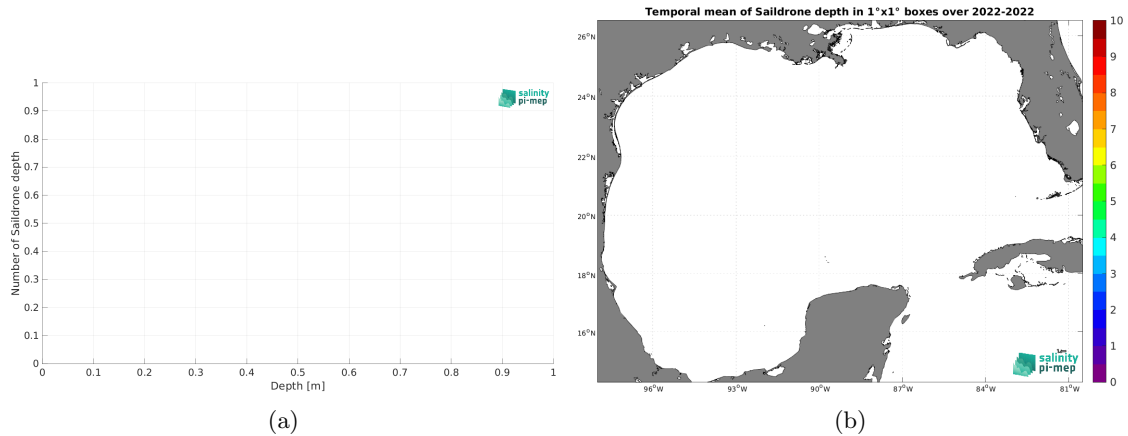 Temporal mean of Saildrone depth in 1°x1° boxes over 2022-2022
1
0.9
0.8
0.7
0.6
0.5
0.4
0.3
0.2
0.1
0
Number of Saildrone depth
0 0.1 0.2 0.3 0.4 0.5 0.6 0.7 0.8 0.9 1
Depth [m]
salinity
pi-mep
(a)
26°N
24°N
22°N
20°N
18°N
16°N
96°W 93°W 90°W 87°W 84°W 81°W
salinity
pi-mep
10
9
8
7
6
5
4
3
2
1
0
(b)